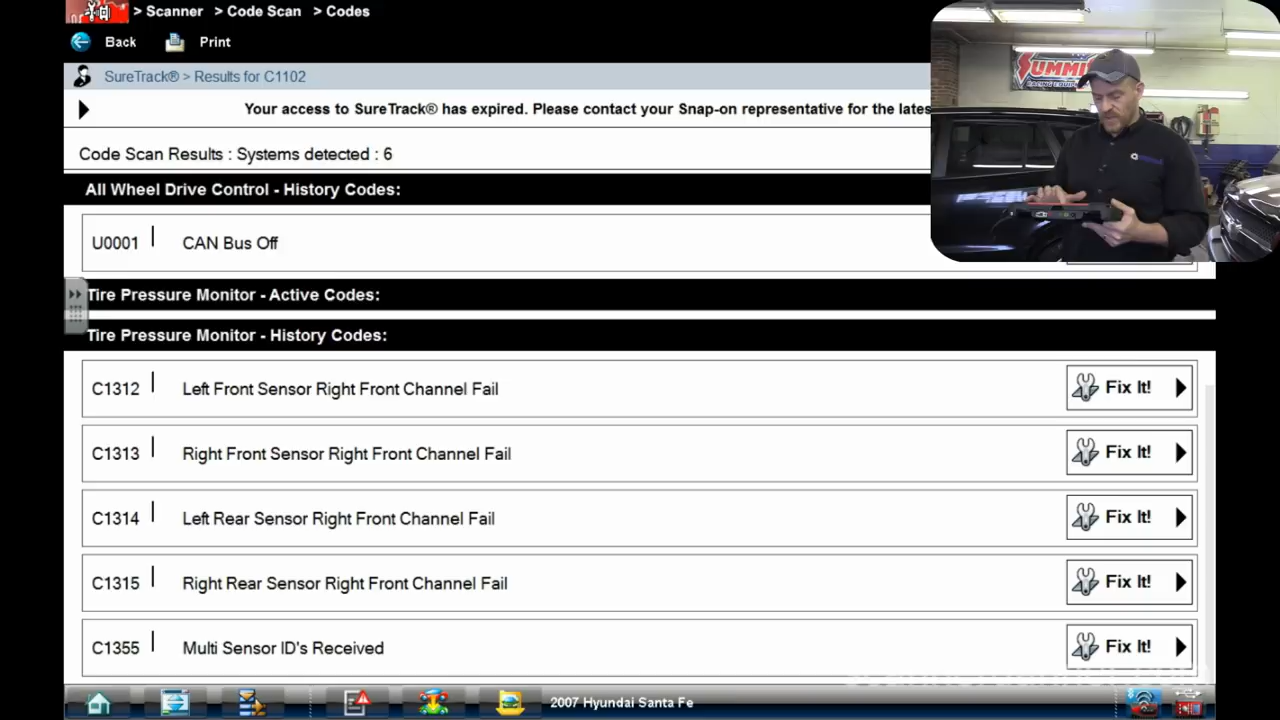 > Scanner > Code Scan > Codes
Back Print
SureTrack® > Results for C1102
Your access to SureTrack® has expired. Please contact your Snap-on representative for the lates
Code Scan Results : Systems detected : 6
All Wheel Drive Control - History Codes:
U0001 CAN Bus Off
Tire Pressure Monitor - Active Codes:
Tire Pressure Monitor - History Codes:
C1312 Left Front Sensor Right Front Channel Fail Fix It!
C1313 Right Front Sensor Right Front Channel Fail Fix It!
C1314 Left Rear Sensor Right Front Channel Fail Fix It!
C1315 Right Rear Sensor Right Front Channel Fail Fix It!
C1355 Multi Sensor ID's Received Fix It!
2007 Hyundai Santa Fe
SUMMIT
RACING EQUIPMENT